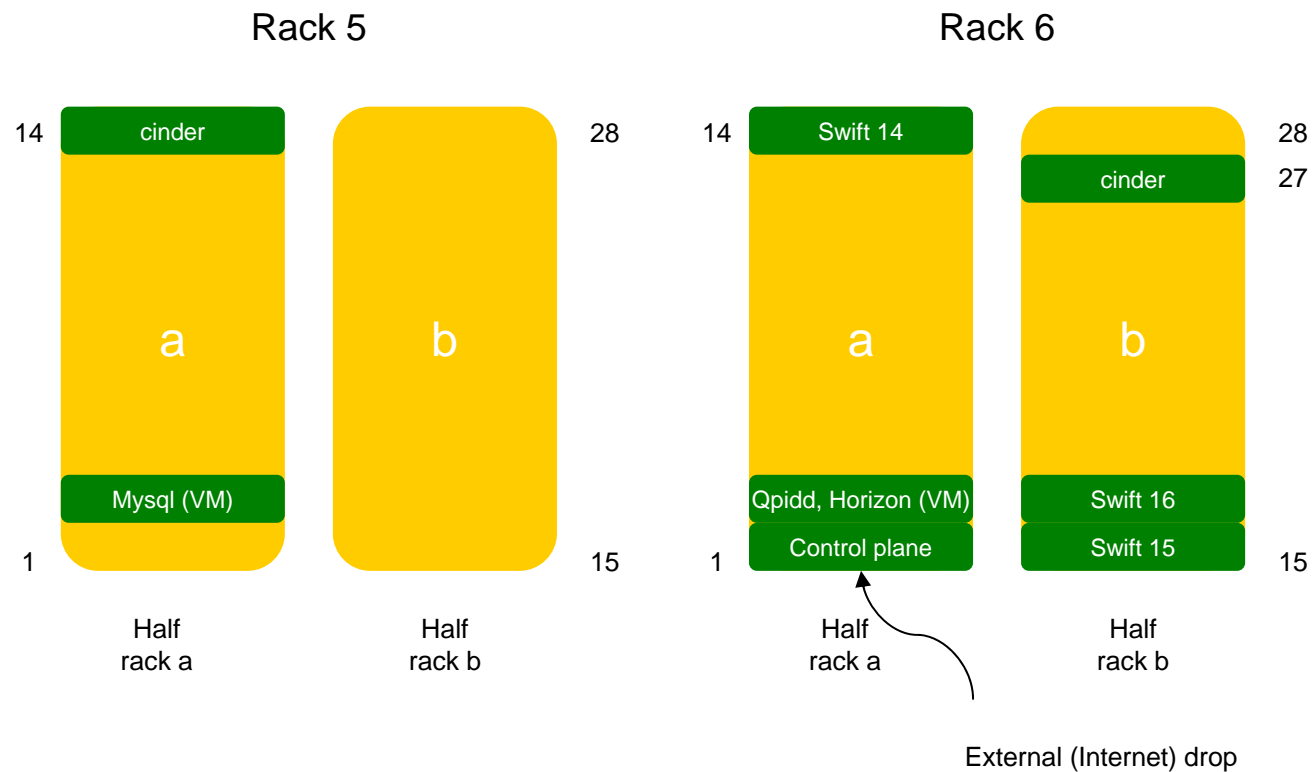 Rack 5
Rack 6
14
cinder
28
14
Swift 14
28
cinder
27
a
b
a
b
Mysql (VM)
Qpidd, Horizon (VM)
Swift 16
1
15
1
Control plane
Swift 15
15
Half
rack a
Half
rack b
Half
rack a
Half
rack b
External (Internet) drop